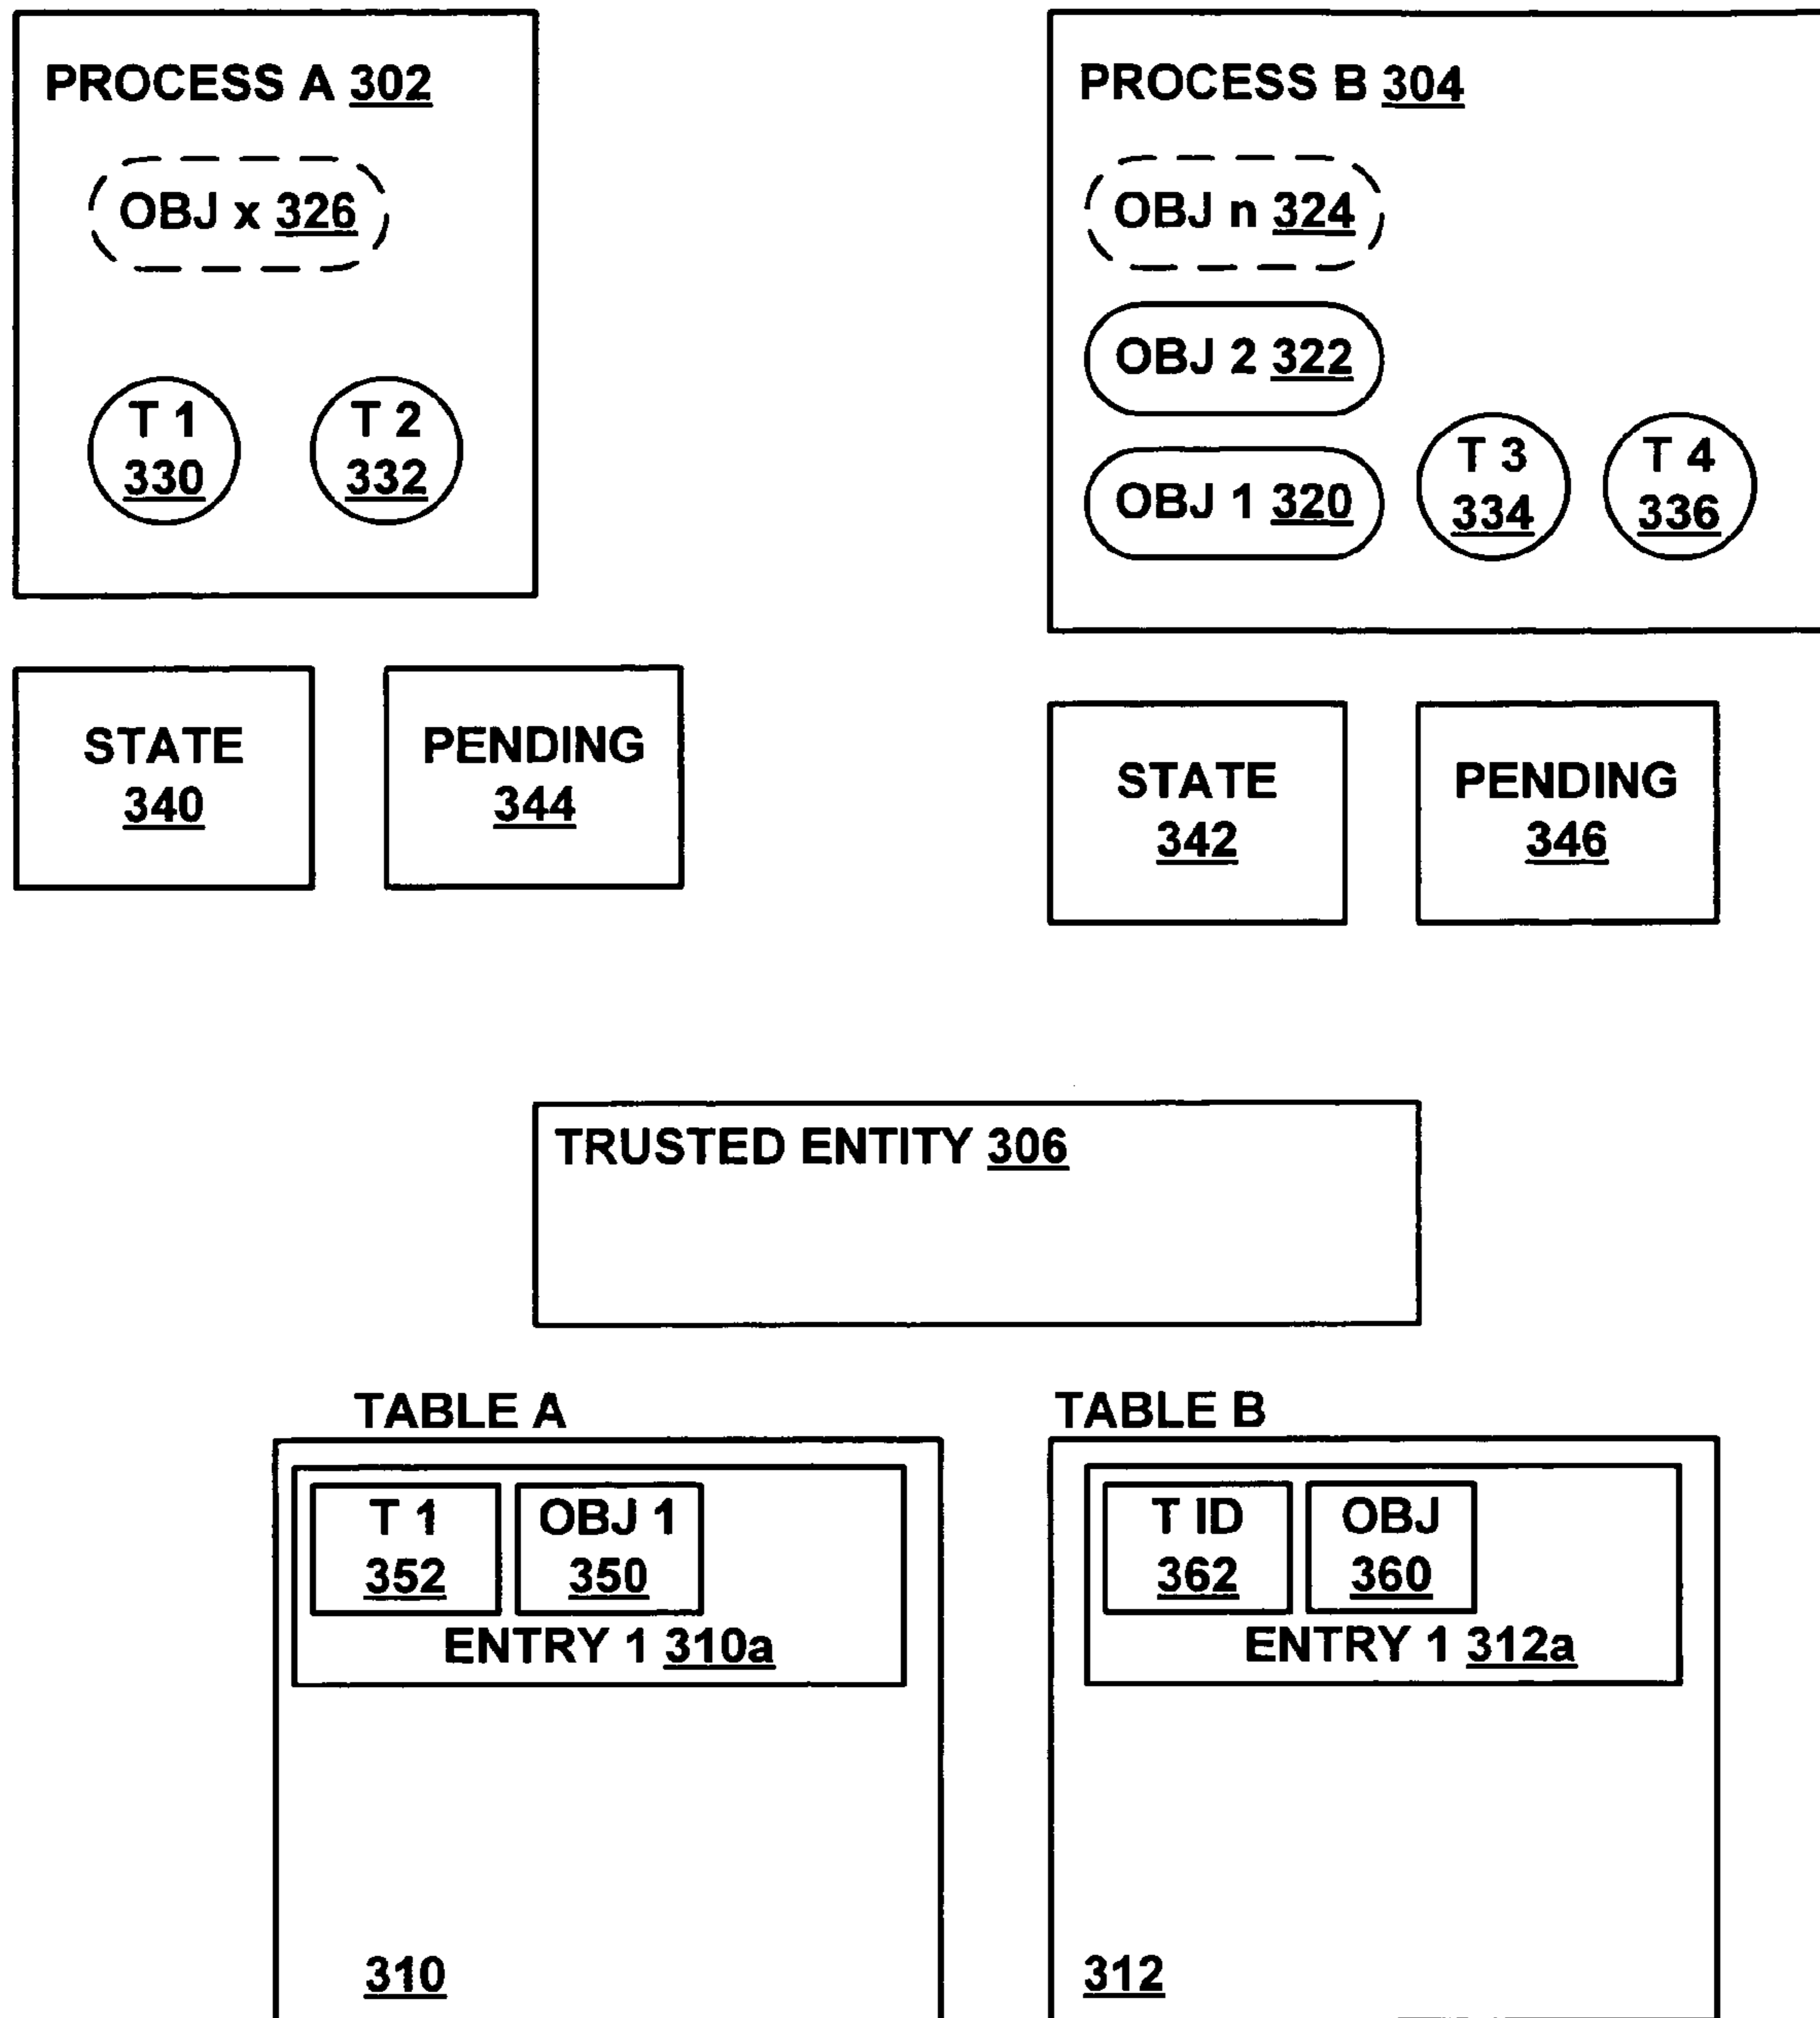 PROCESS A 302
OBJ x 326
T 1
330
T 2
332
PROCESS B 304
OBJ n 324
OBJ 2 322
OBJ 1 320
T 3
334
T 4
336
STATE
340
PENDING
344
STATE
342
PENDING
346
TRUSTED ENTITY 306
TABLE A
T 1
352
OBJ 1
350
ENTRY 1 310a
310
TABLE B
T ID
362
OBJ
360
ENTRY 1 312a
312